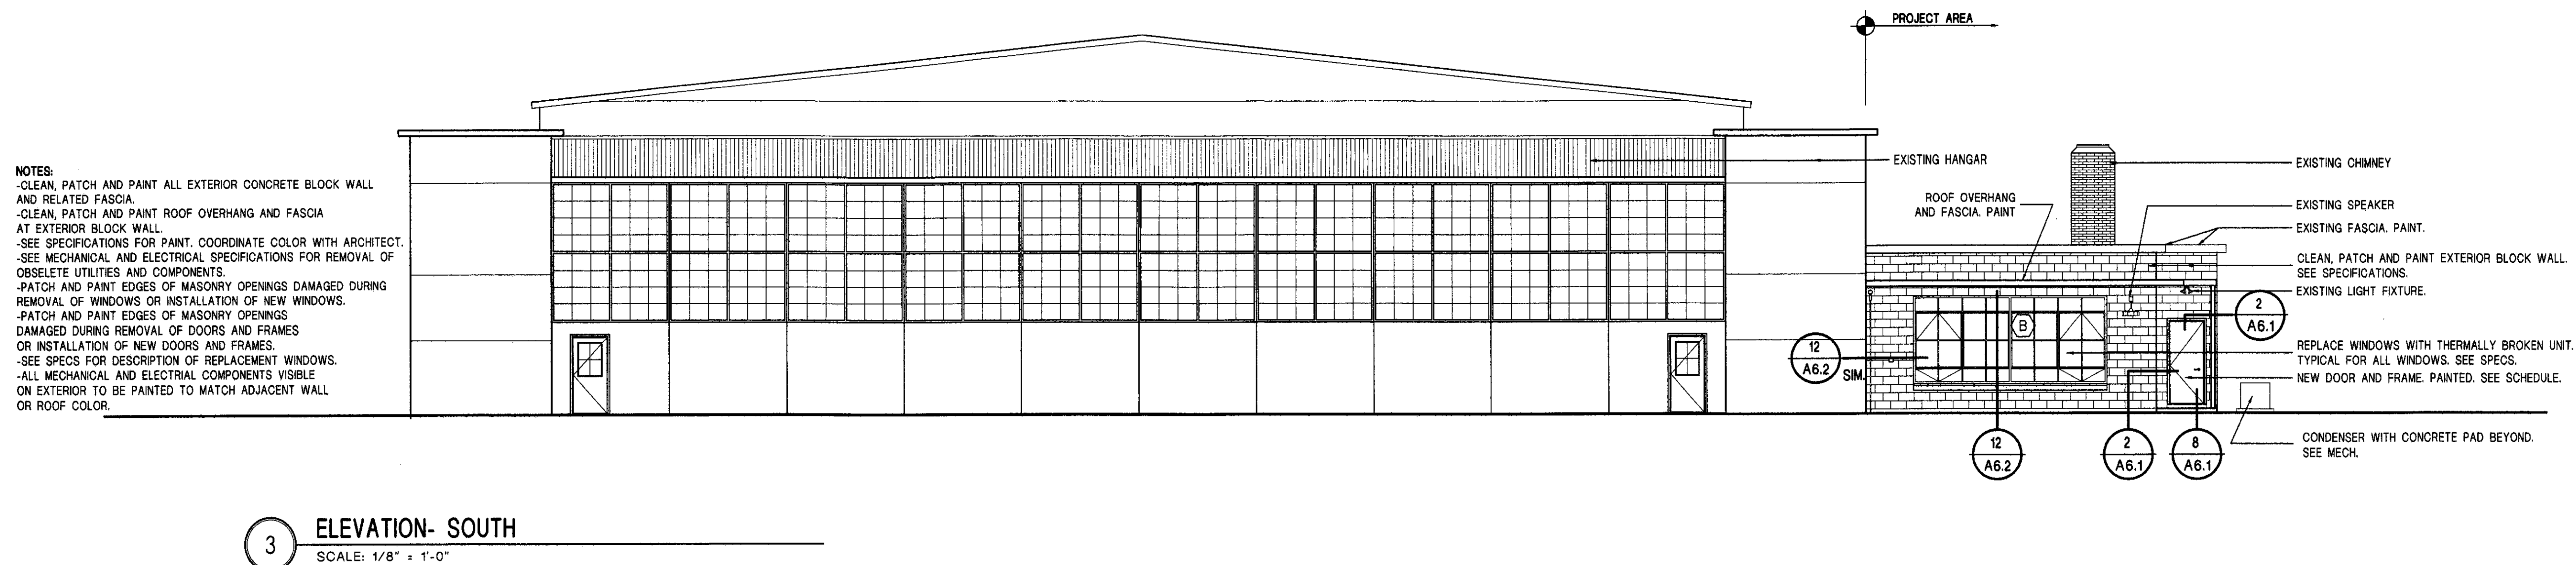 PROJECT AREA
NOTES:
-CLEAN, PATCH AND PAINT ALL EXTERIOR CONCRETE BLOCK WALL
AND RELATED FASCIA.
-CLEAN, PATCH AND PAINT ROOF OVERHANG AND FASCIA
AT EXTERIOR BLOCK WALL.
-SEE SPECIFICATIONS FOR PAINT. COORDINATE COLOR WITH ARCHITECT.
-SEE MECHANICAL AND ELECTRICAL SPECIFICATIONS FOR REMOVAL OF
OBSELETE UTILITIES AND COMPONENTS.
-PATCH AND PAINT EDGES OF MASONRY OPENINGS DAMAGED DURING
REMOVAL OF WINDOWS OR INSTALLATION OF NEW WINDOWS.
-PATCH AND PAINT EDGES OF MASONRY OPENINGS
DAMAGED DURING REMOVAL OF DOORS AND FRAMES
OR INSTALLATION OF NEW DOORS AND FRAMES.
-SEE SPECS FOR DESCRIPTION OF REPLACEMENT WINDOWS.
-ALL MECHANICAL AND ELECTRIAL COMPONENTS VISIBLE
ON EXTERIOR TO BE PAINTED TO MATCH ADJACENT WALL
OR ROOF COLOR.
EXISTING HANGAR
ROOF OVERHANG
AND FASCIA. PAINT
EXISTING CHIMNEY
EXISTING SPEAKER
EXISTING FASCIA. PAINT.
CLEAN, PATCH AND PAINT EXTERIOR BLOCK WALL.
SEE SPECIFICATIONS.
EXISTING LIGHT FIXTURE.
2
A6.1
B
12
A6.2
SIM.
REPLACE WINDOWS WITH THERMALLY BROKEN UNIT.
TYPICAL FOR ALL WINDOWS. SEE SPECS.
NEW DOOR AND FRAME. PAINTED. SEE SCHEDULE.
12
A6.2
2
A6.1
8
A6.1
CONDENSER WITH CONCRETE PAD BEYOND.
SEE MECH.
3
ELEVATION- SOUTH
SCALE: 1/8" = 1'-0"